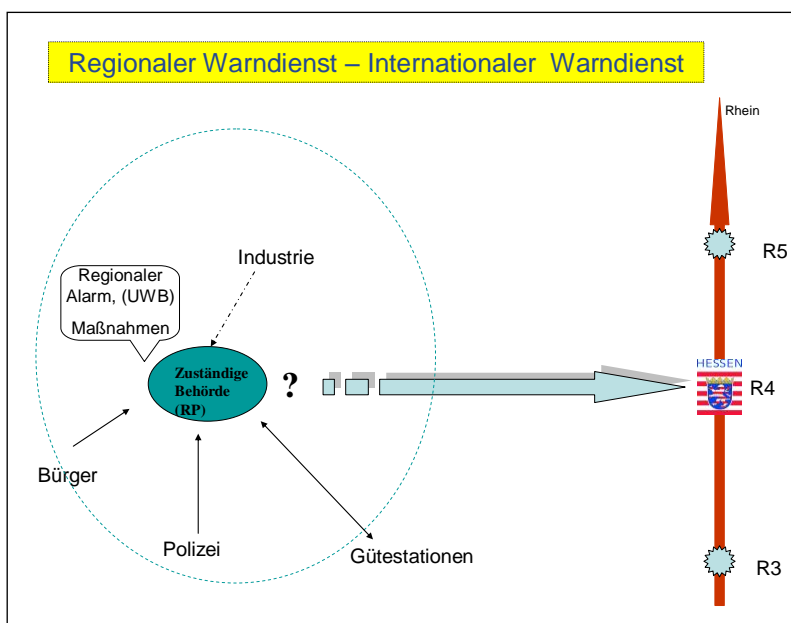 Regionaler Warndienst – Internationaler Warndienst
Rhein
R5
Industrie
Regionaler
Alarm, (UWB)
Maßnahmen
Zuständige
Behörde
(RP)
?
HESSEN
R4
Bürger
Polizei
Gütestationen
R3